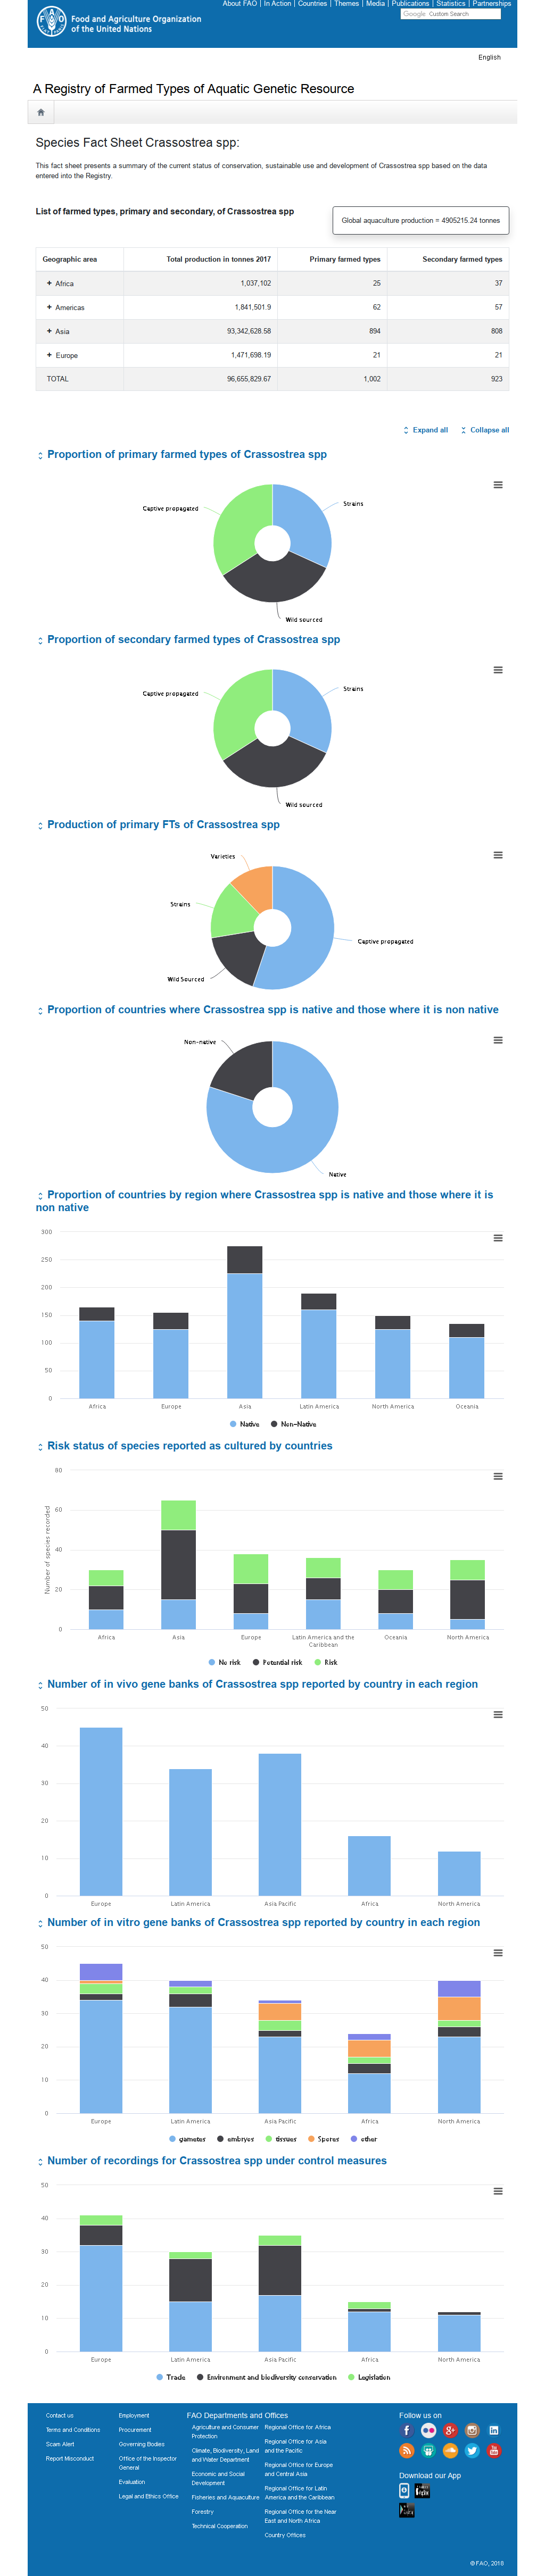 About FAO | In Action | Countries | Themes | Media | Publications | Statistics | Partnerships
Food and Agriculture Organization
of the United Nations
Google Custom Search
English
A Registry of Farmed Types of Aquatic Genetic Resource
Species Fact Sheet Crassostrea spp:
This fact sheet presents a summary of the current status of conservation, sustainable use and development of Crassostrea spp based on the data
entered into the Registry.
List of farmed types, primary and secondary, of Crassostrea spp
Global aquaculture production = 4905215.24 tonnes
Geographic area Total production in tonnes 2017 Primary farmed types Secondary farmed types
+ Africa 1,037,102 25 37
+ Americas 1,841,501.9 62 57
+ Asia 93,342,628.58 894 808
+ Europe 1,471,698.19 21 21
TOTAL 96,655,829.67 1,002 923
Expand all Collapse all
Proportion of primary farmed types of Crassostrea spp
Captive propagated
Strains
Wild sourced
Proportion of secondary farmed types of Crassostrea spp
Captive propagated
Strains
Wild sourced
Production of primary FTs of Crassostrea spp
Varieties
Strains
Captive propagated
Wild Sourced
Proportion of countries where Crassostrea spp is native and those where it is non native
Non-native
Native
Proportion of countries by region where Crassostrea spp is native and those where it is
non native
300
250
200
150
100
50
0
Africa Europe Asia Latin America North America Oceania
Native Non-Native
Risk status of species reported as cultured by countries
Number of species recorded
80
60
40
20
0
Africa Asia Europe Latin America and the Oceania North America
Caribbean
No risk Potential risk Risk
Number of in vivo gene banks of Crassostrea spp reported by country in each region
50
40
30
20
10
0
Europe Latin America Asia Pacific Africa North America
Number of in vitro gene banks of Crassostrea spp reported by country in each region
50
40
30
20
10
0
Europe Latin America Asia Pacific Africa North America
gametes embryos tissues Spores other
Number of recordings for Crassostrea spp under control measures
50
40
30
20
10
0
Europe Latin America Asia Pacific Africa North America
Trade Environment and biodiversity conservation Legislation
Contact us
Terms and Conditions
Scam Alert
Report Misconduct
Employment
Procurement
Governing Bodies
Office of the Inspector
General
Evaluation
Legal and Ethics Office
FAO Departments and Offices
Agriculture and Consumer
Protection
Climate, Biodiversity, Land
and Water Department
Economic and Social
Development
Fisheries and Aquaculture
Forestry
Technical Cooperation
Regional Office for Africa
Regional Office for Asia
and the Pacific
Regional Office for Europe
and Central Asia
Regional Office for Latin
America and the Caribbean
Regional Office for the Near
East and North Africa
Country Offices
Follow us on
Download our App
© FAO, 2018